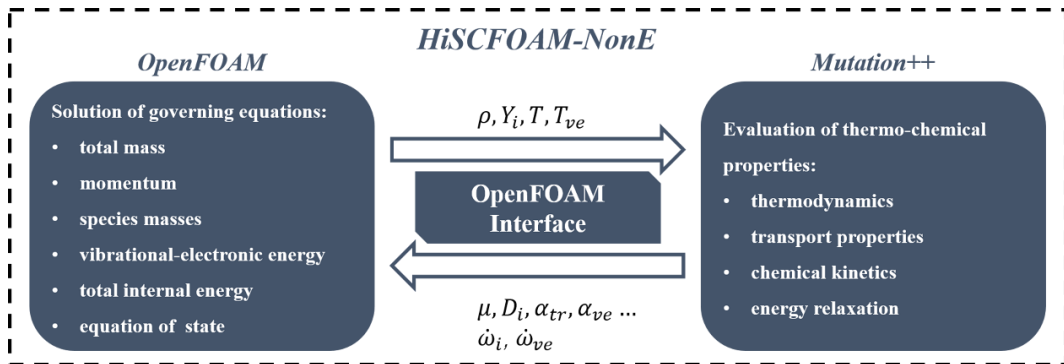 HiSCFOAM-NonE
OpenFOAM
Solution of governing equations:
• total mass
• momentum
• species masses
• vibrational-electronic energy
• total internal energy
• equation of state
ρ, Y_i, T, T_ve
OpenFOAM
Interface
μ, D_i, α_tr, α_ve ...
ω̇_i, ω̇_ve
Mutation++
Evaluation of thermo-chemical
properties:
• thermodynamics
• transport properties
• chemical kinetics
• energy relaxation